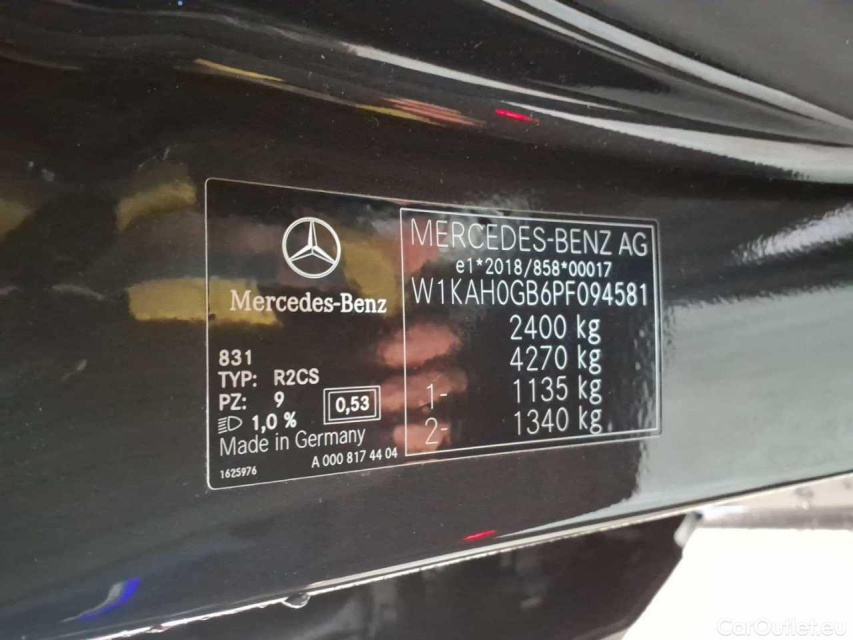 Mercedes-Benz
831
TYP: R2CS
PZ: 9
0,53
1,0 %
Made in Germany
1625976
A 000 817 44 04
MERCEDES-BENZ AG
e1*2018/858*00017
W1KAH0GB6PF094581
2400 kg
4270 kg
1- 1135 kg
2- 1340 kg
CarOutlet.eu